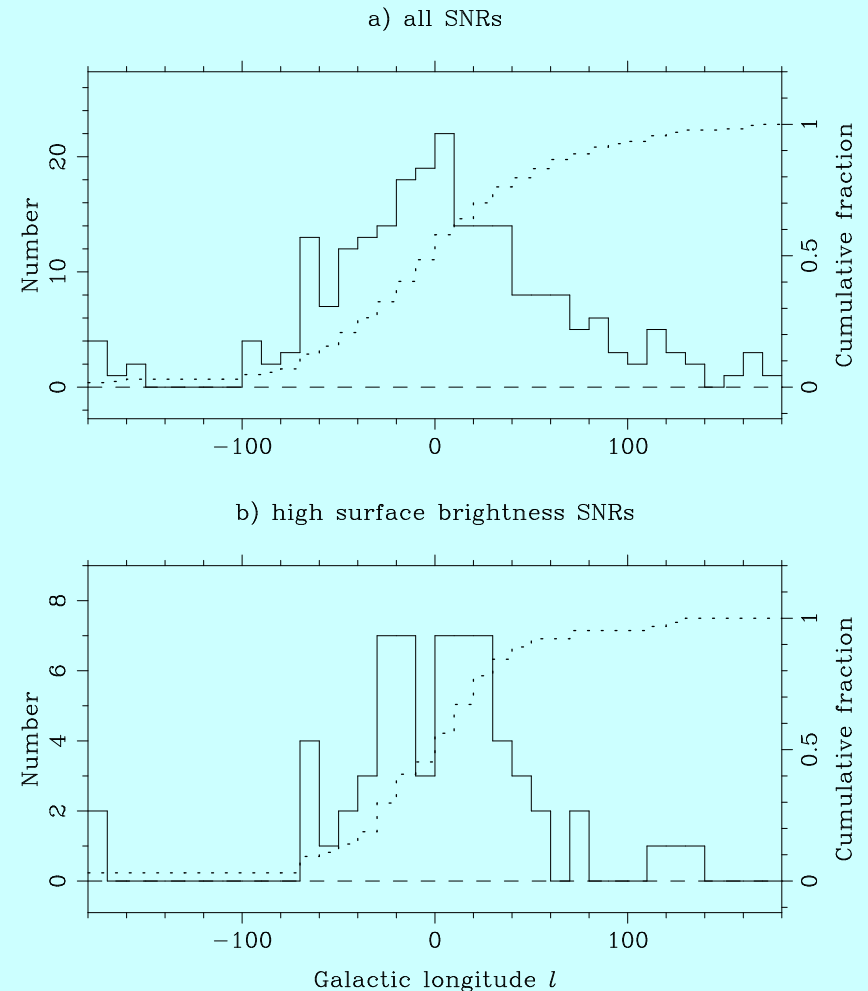 a) all SNRs
Number
0
10
20
−100
0
100
0
0.5
1
Cumulative fraction
b) high surface brightness SNRs
Number
0
2
4
6
8
−100
0
100
0
0.5
1
Cumulative fraction
Galactic longitude l